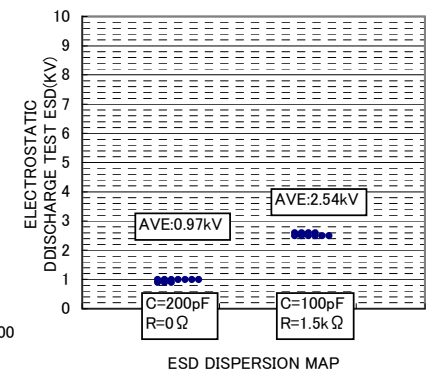 ELECTROSTATIC
DDISCHARGE TEST ESD(KV)
10
9
8
7
6
5
4
3
2
1
0
AVE:0.97kV
AVE:2.54kV
C=200pF
R=0Ω
C=100pF
R=1.5kΩ
00
ESD DISPERSION MAP